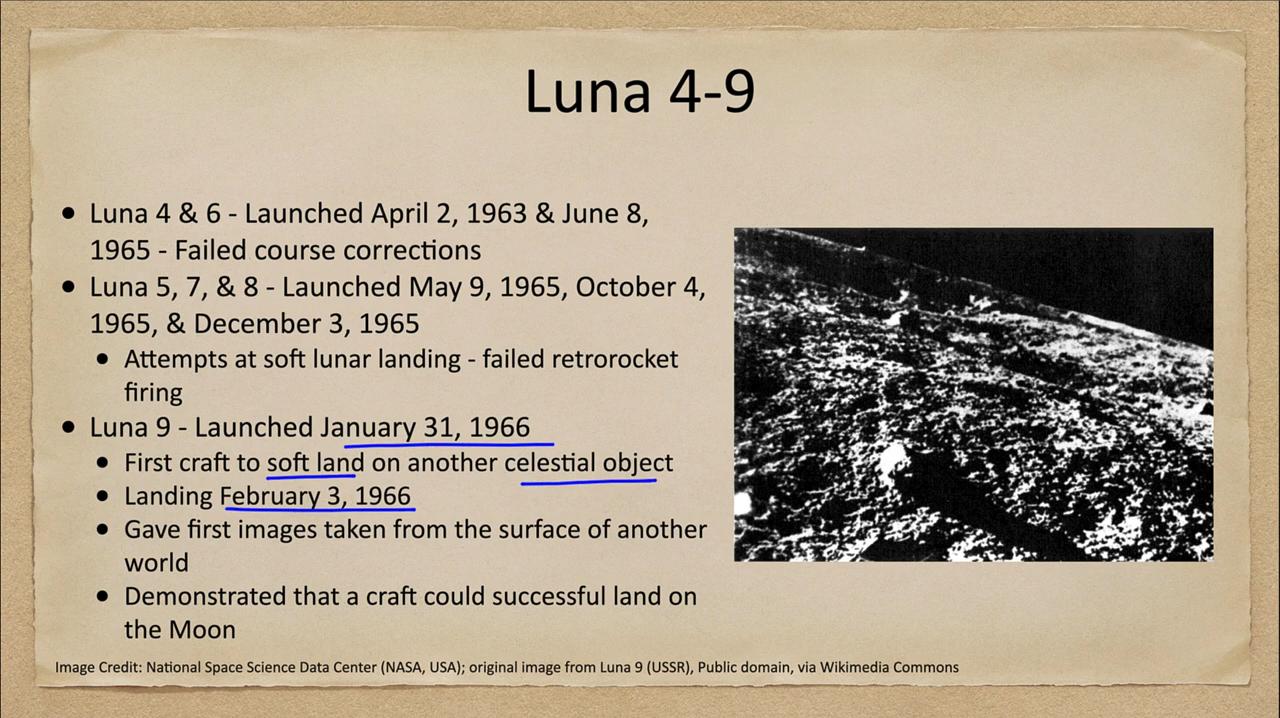 Luna 4-9
• Luna 4 & 6 - Launched April 2, 1963 & June 8,
1965 - Failed course corrections
• Luna 5, 7, & 8 - Launched May 9, 1965, October 4,
1965, & December 3, 1965
• Attempts at soft lunar landing - failed retrorocket
firing
• Luna 9 - Launched January 31, 1966
• First craft to soft land on another celestial object
• Landing February 3, 1966
• Gave first images taken from the surface of another
world
• Demonstrated that a craft could successful land on
the Moon
Image Credit: National Space Science Data Center (NASA, USA); original image from Luna 9 (USSR), Public domain, via Wikimedia Commons